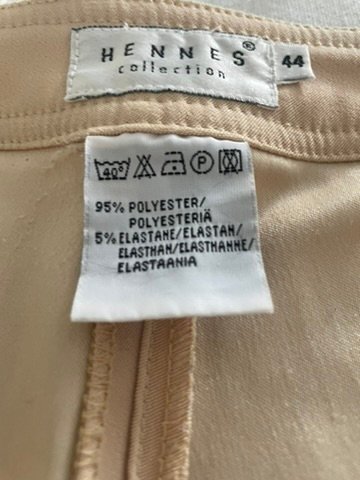 HENNES®
collection
44
40°
P
95% POLYESTER/
POLYESTERIÄ
5% ELASTANE/ELASTAN/
ELASTHAN/ELASTHANNE/
ELASTAANIA